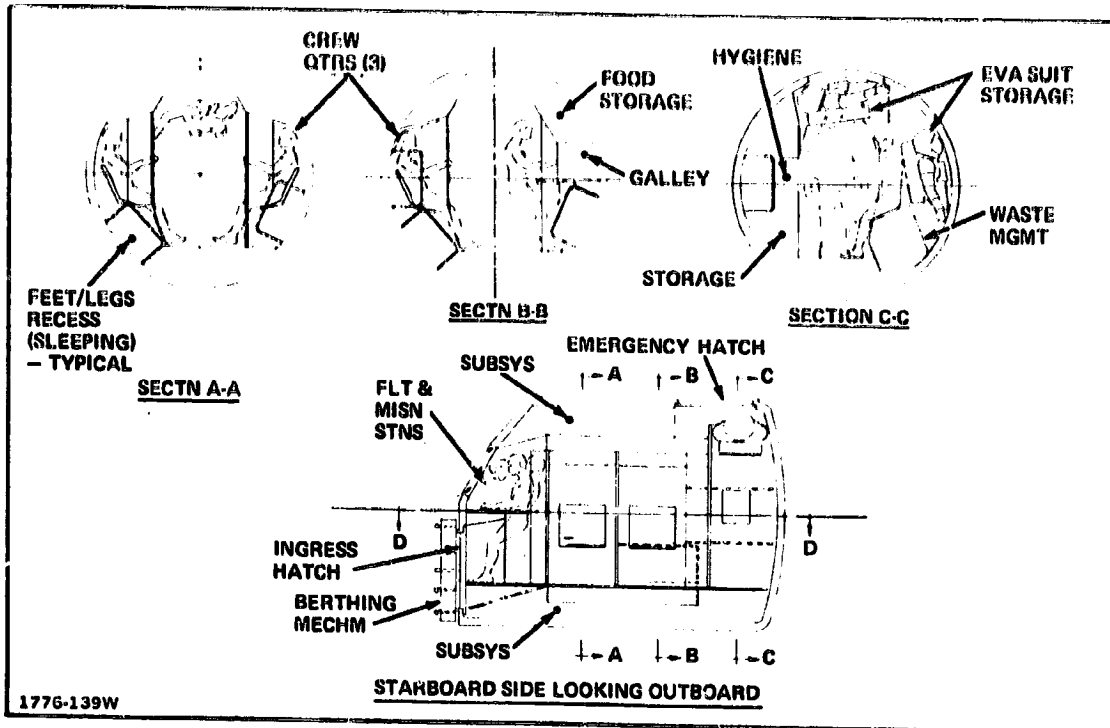 CREW
QTRS (3)
FOOD
STORAGE
GALLEY
FEET/LEGS
RECESS
(SLEEPING)
– TYPICAL
SECTN A-A
SECTN B-B
HYGIENE
EVA SUIT
STORAGE
WASTE
MGMT
STORAGE
SECTION C-C
EMERGENCY HATCH
SUBSYS
A
B
C
FLT &
MISN
STNS
D
D
INGRESS
HATCH
BERTHING
MECHM
SUBSYS
A
B
C
STARBOARD SIDE LOOKING OUTBOARD
1776-139W